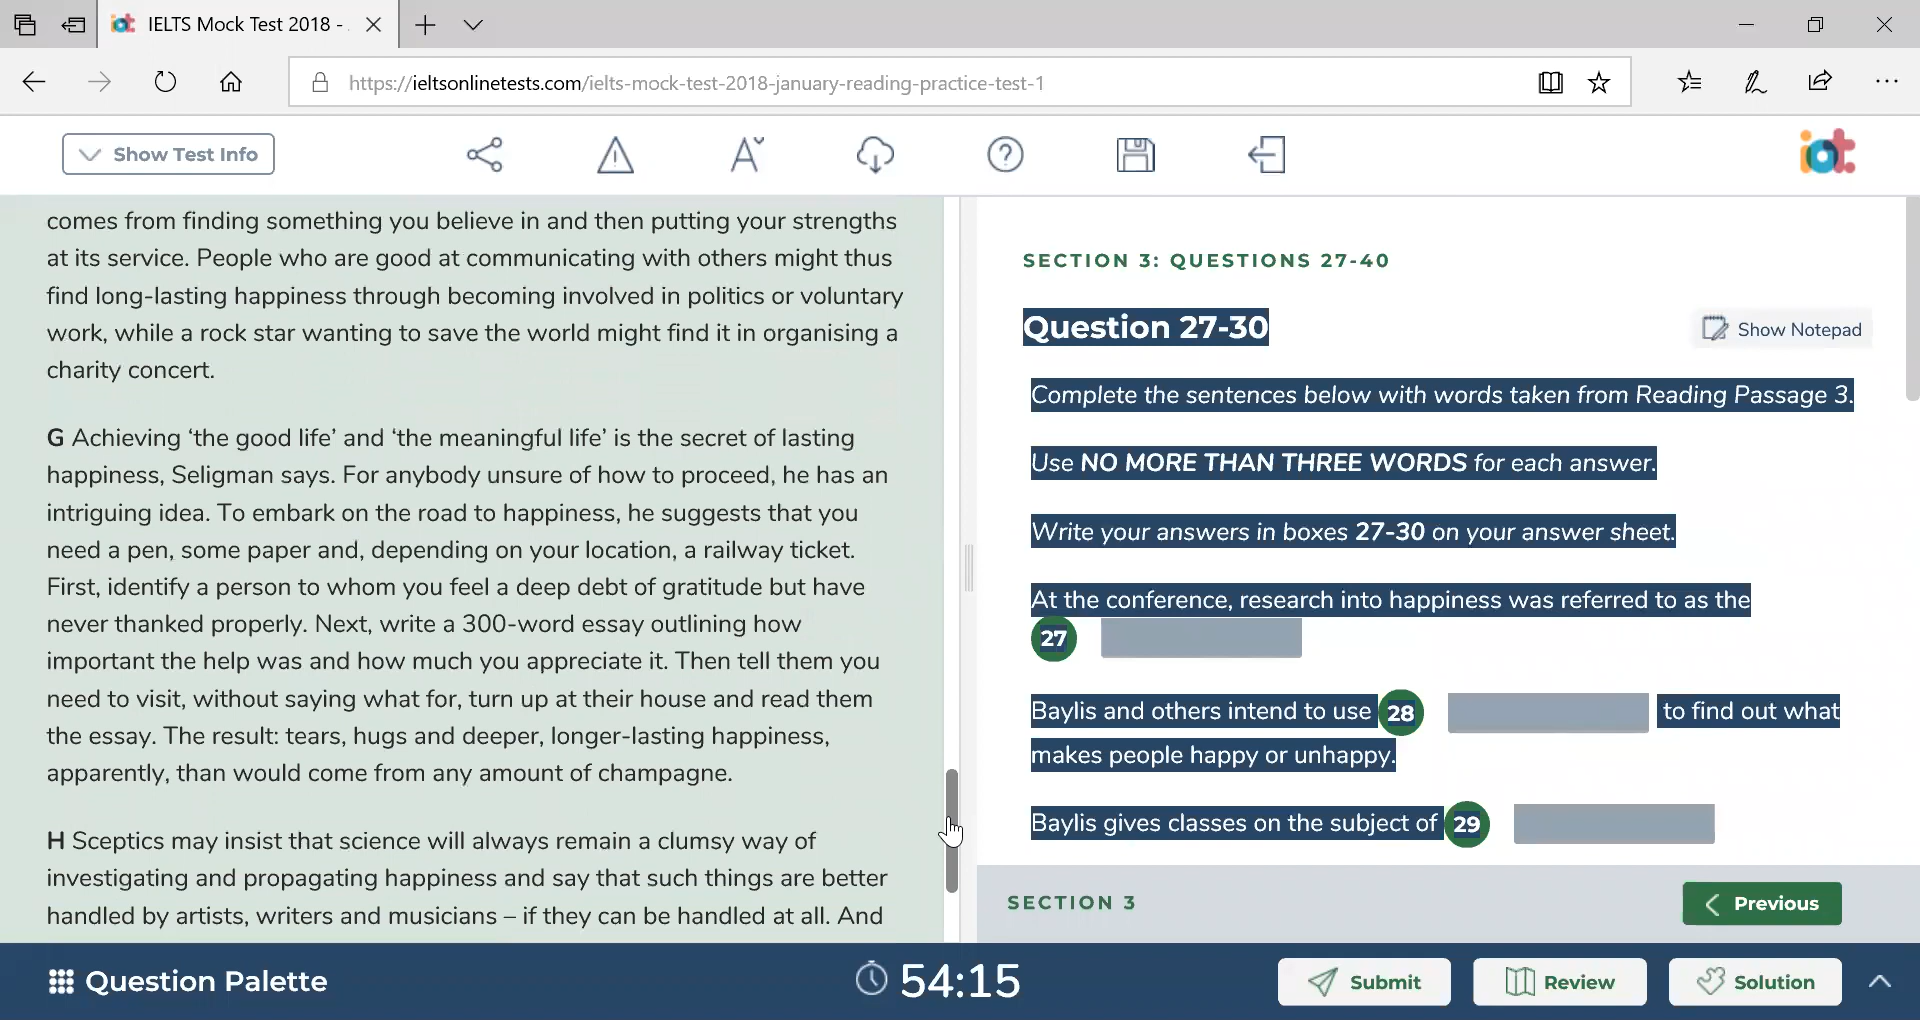 IELTS Mock Test 2018 -
https://ieltsonlinetests.com/ielts-mock-test-2018-january-reading-practice-test-1
Show Test Info
iot
comes from finding something you believe in and then putting your strengths
at its service. People who are good at communicating with others might thus
find long-lasting happiness through becoming involved in politics or voluntary
work, while a rock star wanting to save the world might find it in organising a
charity concert.
G Achieving ‘the good life’ and ‘the meaningful life’ is the secret of lasting
happiness, Seligman says. For anybody unsure of how to proceed, he has an
intriguing idea. To embark on the road to happiness, he suggests that you
need a pen, some paper and, depending on your location, a railway ticket.
First, identify a person to whom you feel a deep debt of gratitude but have
never thanked properly. Next, write a 300-word essay outlining how
important the help was and how much you appreciate it. Then tell them you
need to visit, without saying what for, turn up at their house and read them
the essay. The result: tears, hugs and deeper, longer-lasting happiness,
apparently, than would come from any amount of champagne.
H Sceptics may insist that science will always remain a clumsy way of
investigating and propagating happiness and say that such things are better
handled by artists, writers and musicians – if they can be handled at all. And
SECTION 3: QUESTIONS 27-40
Question 27-30
Show Notepad
Complete the sentences below with words taken from Reading Passage 3.
Use NO MORE THAN THREE WORDS for each answer.
Write your answers in boxes 27-30 on your answer sheet.
At the conference, research into happiness was referred to as the
27
Baylis and others intend to use 28 to find out what
makes people happy or unhappy.
Baylis gives classes on the subject of 29
SECTION 3
Previous
Question Palette
54:15
Submit
Review
Solution